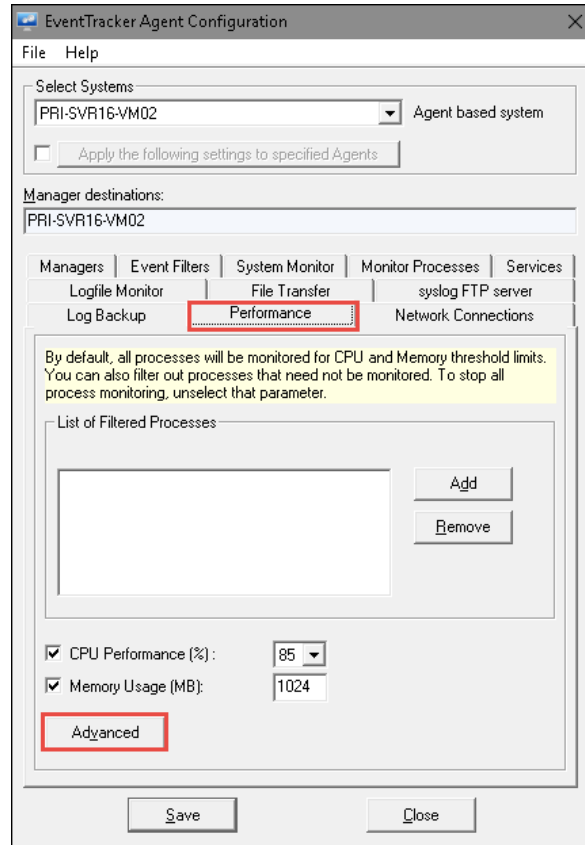 EventTracker Agent Configuration
File Help
Select Systems
PRI-SVR16-VM02 Agent based system
Apply the following settings to specified Agents
Manager destinations:
PRI-SVR16-VM02
Managers Event Filters System Monitor Monitor Processes Services
Logfile Monitor File Transfer syslog FTP server
Log Backup Performance Network Connections
By default, all processes will be monitored for CPU and Memory threshold limits.
You can also filter out processes that need not be monitored. To stop all
process monitoring, unselect that parameter.
List of Filtered Processes
Add
Remove
CPU Performance (%) : 85
Memory Usage (MB): 1024
Advanced
Save Close